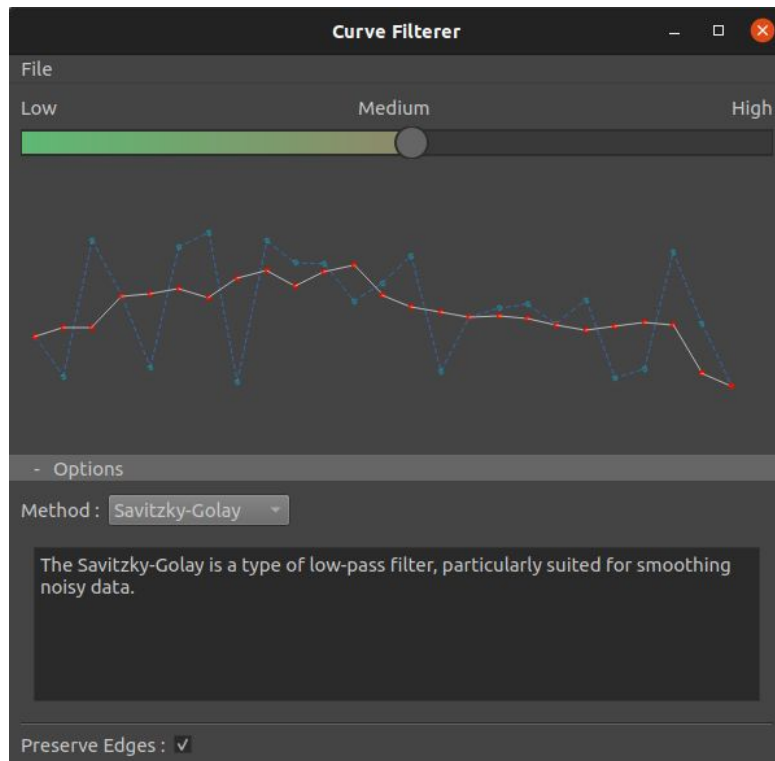 Curve Filterer
File
Low Medium High
- Options
Method : Savitzky-Golay
The Savitzky-Golay is a type of low-pass filter, particularly suited for smoothing
noisy data.
Preserve Edges :